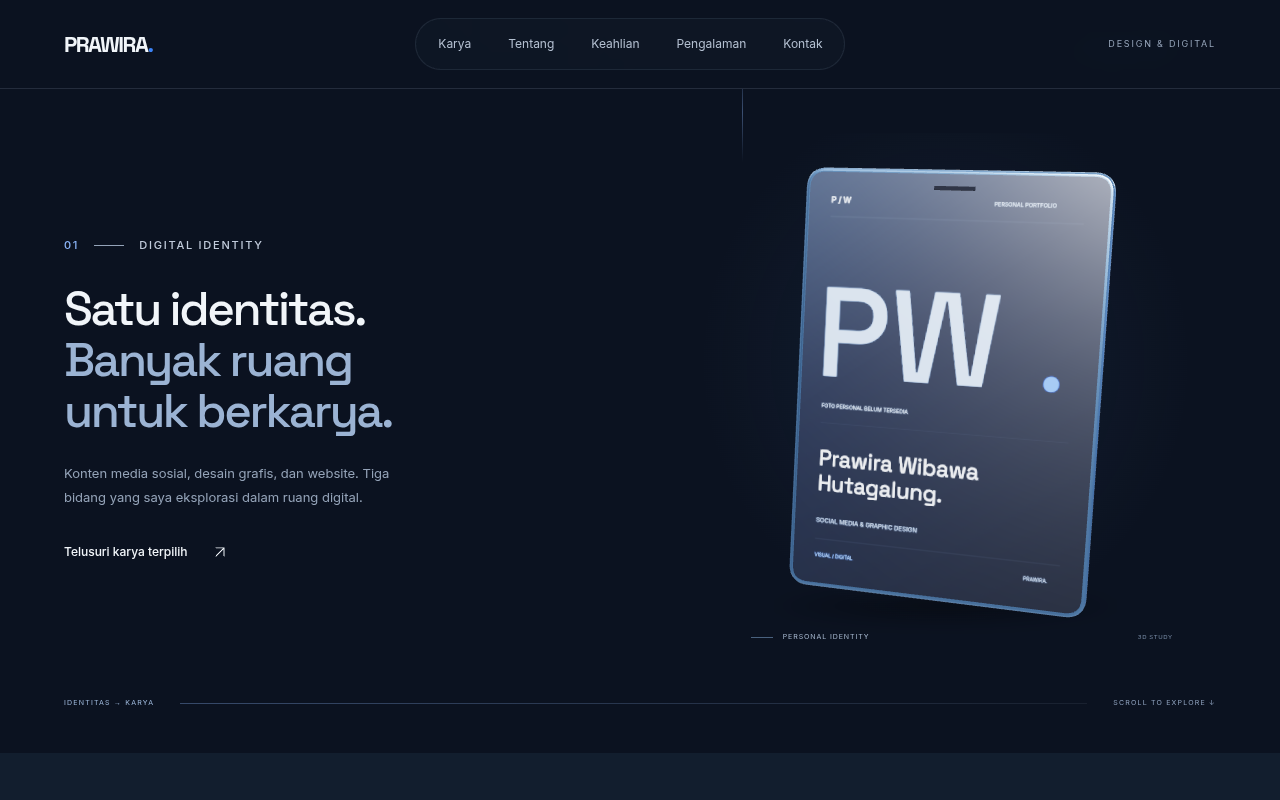 PRAWIRA.
Karya
Tentang
Keahlian
Pengalaman
Kontak
DESIGN & DIGITAL
01
DIGITAL IDENTITY
Satu identitas.
Banyak ruang
untuk berkarya.
Konten media sosial, desain grafis, dan website. Tiga
bidang yang saya eksplorasi dalam ruang digital.
Telusuri karya terpilih
P / W
PERSONAL PORTFOLIO
PW.
FOTO PERSONAL BELUM TERSEDIA
Prawira Wibawa
Hutagalung.
SOCIAL MEDIA & GRAPHIC DESIGN
VISUAL / DIGITAL
PRAWIRA.
PERSONAL IDENTITY
3D STUDY
IDENTITAS → KARYA
SCROLL TO EXPLORE ↓